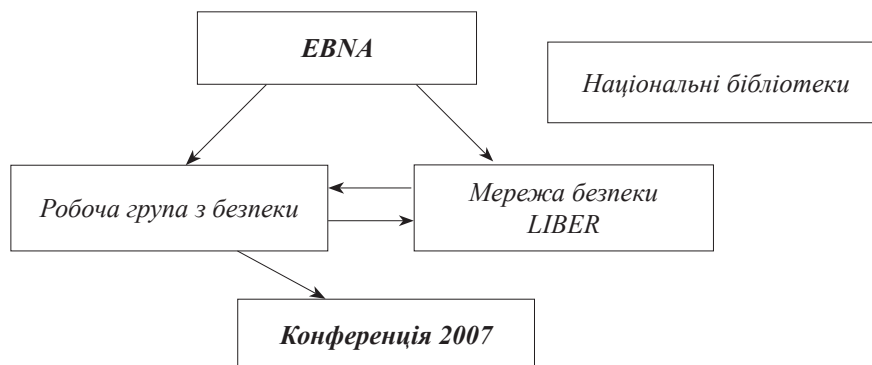 EBNA
Національні бібліотеки
Робоча група з безпеки
Мережа безпеки
LIBER
Конференція 2007